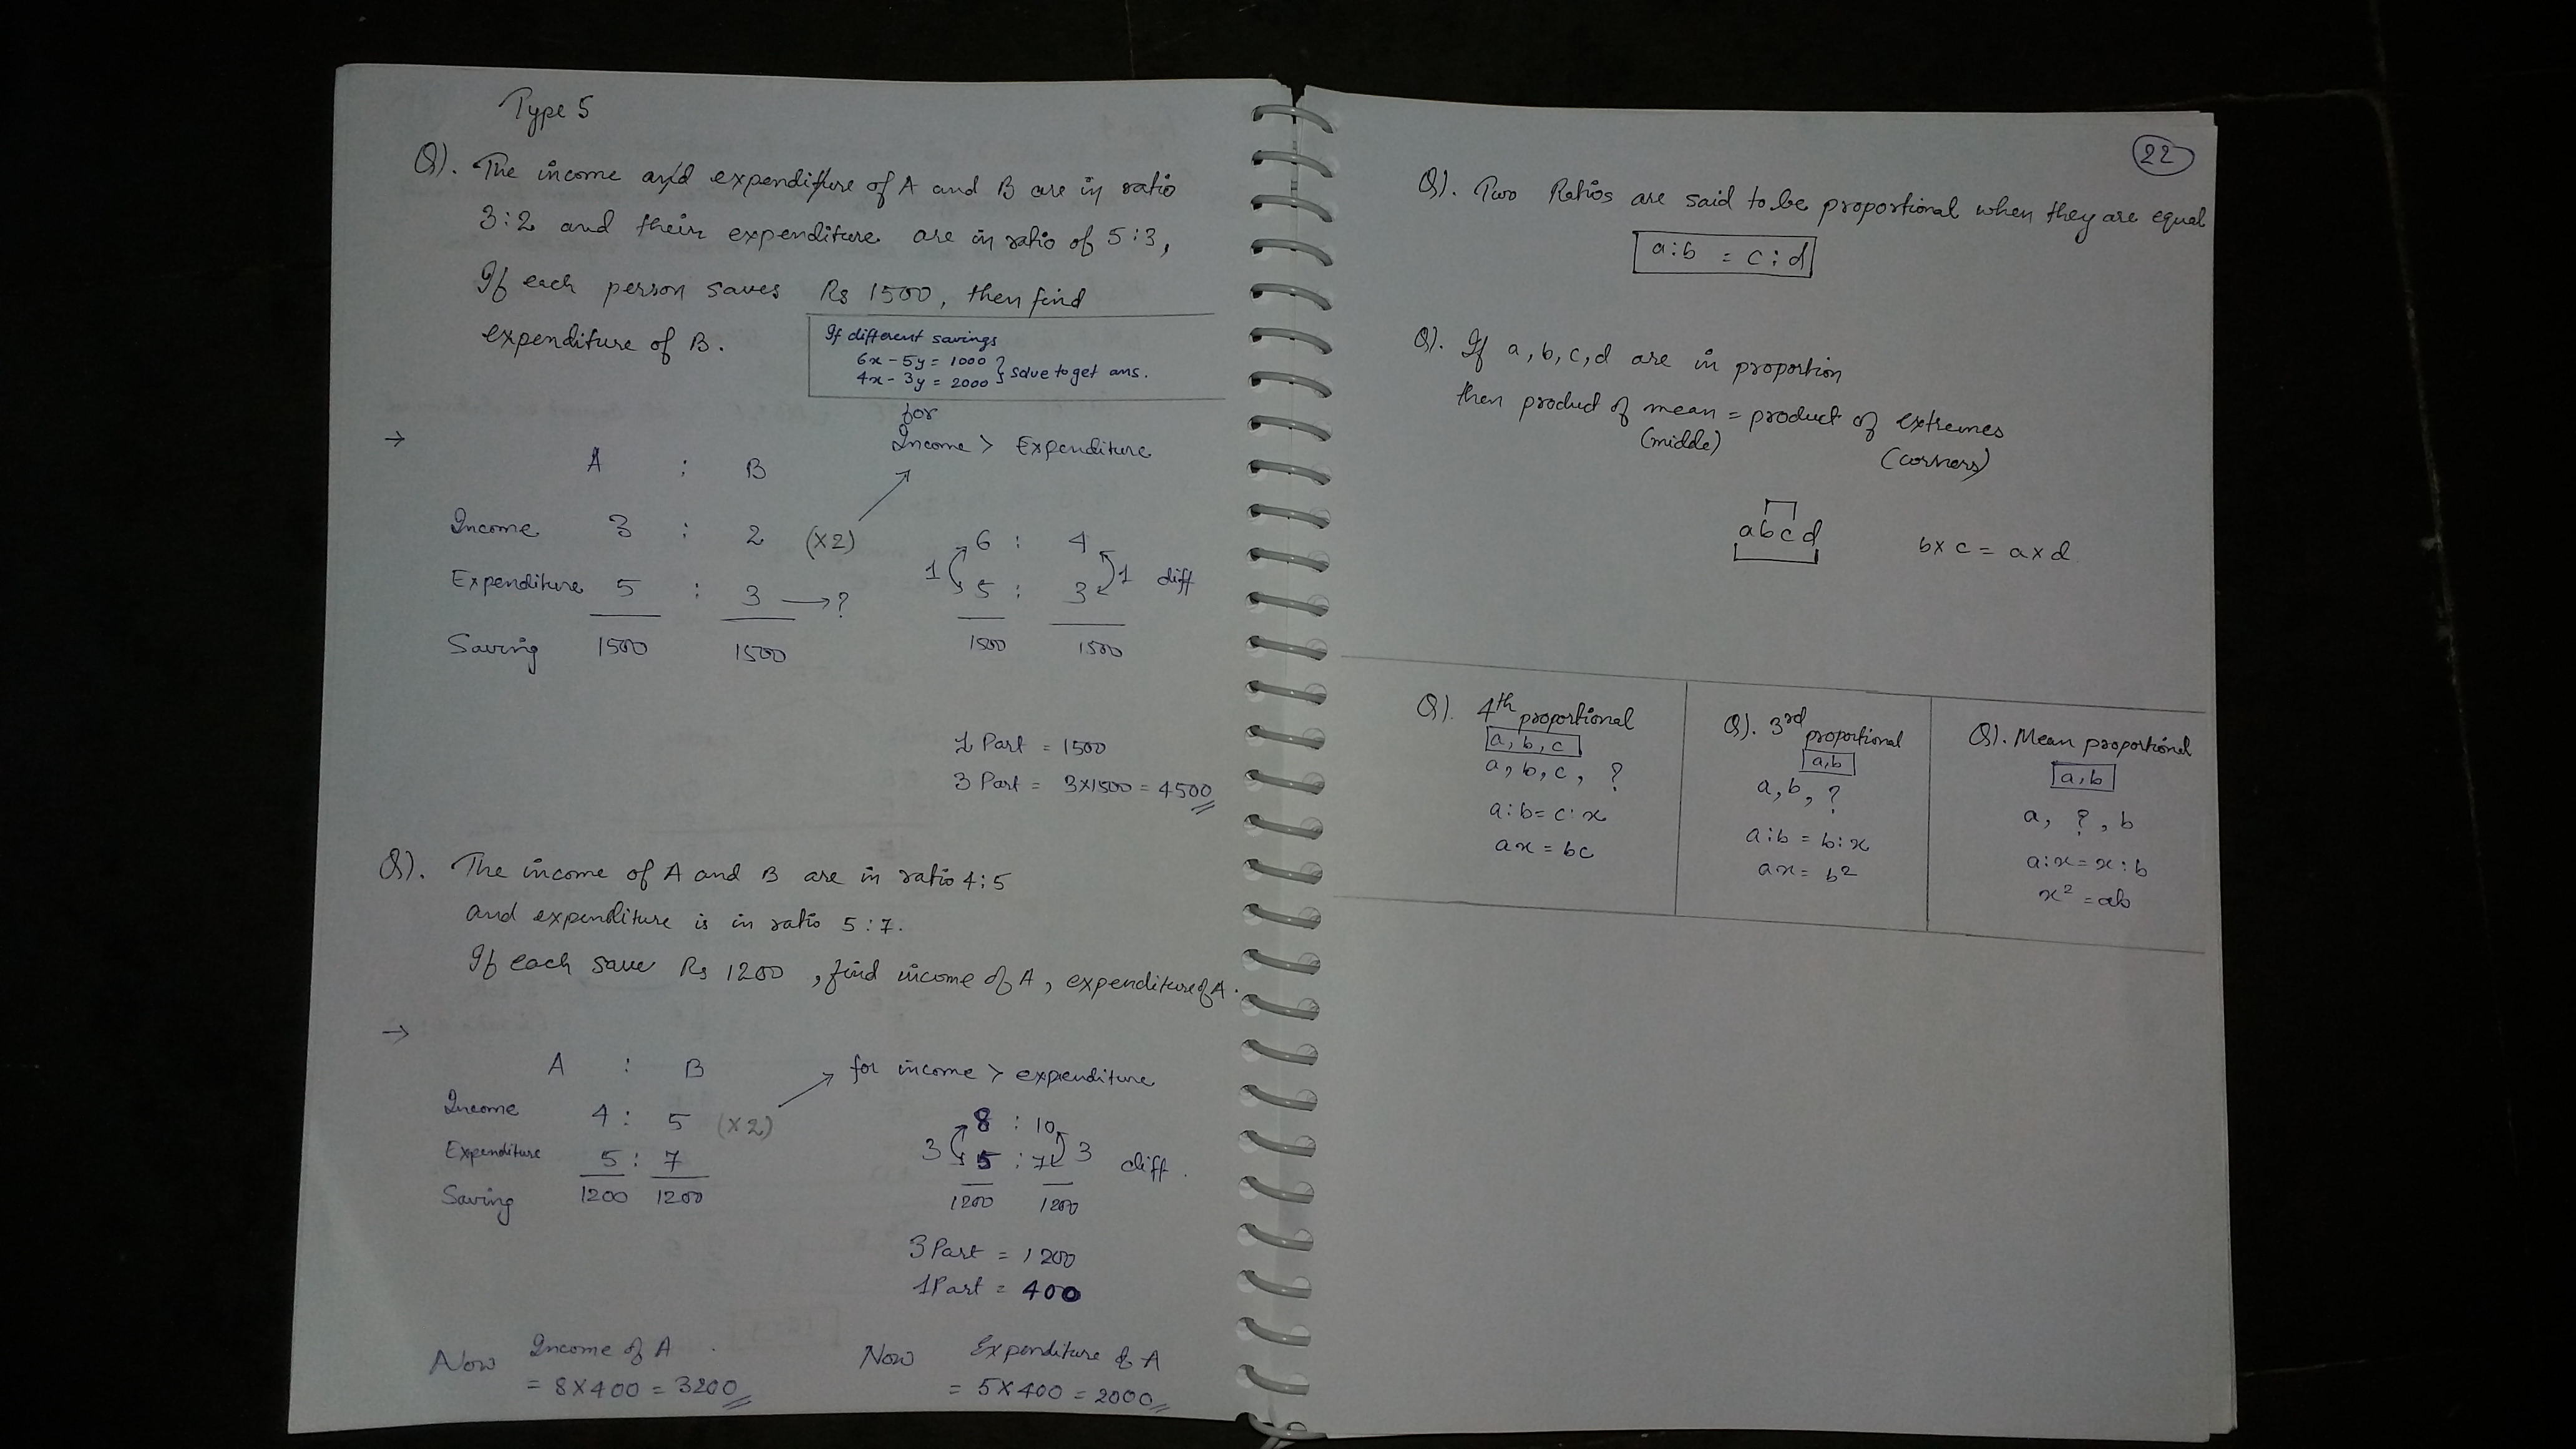 Type 5
Q). The income and expenditure of A and B are in ratio
3:2 and their expenditure are in ratio of 5:3,
If each person saves Rs 1500, then find
expenditure of B.
If different savings
6x - 5y = 1000
4x - 3y = 2000 } solve to get ans.
for
Income > Expenditure
→
A : B
Income 3 : 2 (x2)
Expenditure 5 : 3 → ?
Saving 1500 1500
6 : 4
1 5 : 3 1 diff
1500 1500
1 Part = 1500
3 Part = 3x1500 = 4500
Q). The income of A and B are in ratio 4:5
and expenditure is in ratio 5:7.
If each save Rs 1200, find income of A, expenditure of A.
→
A : B
for income > expenditure
Income 4 : 5 (x2)
Expenditure 5 : 7
Saving 1200 1200
8 : 10
3 5 : 7 3 diff.
1200 1200
3 Part = 1200
1 Part = 400
Now Income of A
= 8 X 400 = 3200
Now Expenditure of A
= 5 X 400 = 2000
22
Q). Two Ratios are said to be proportional when they are equal
a:b = c:d
Q). If a, b, c, d are in proportion
then product of mean = product of extremes
(middle) (corners)
a b c d b x c = a x d
Q). 4th proportional
a, b, c
a, b, c, ?
a:b = c:x
ax = bc
Q). 3rd proportional
a, b
a, b, ?
a:b = b:x
ax = b²
Q). Mean proportional
a, b
a, ?, b
a:x = x:b
x² = ab